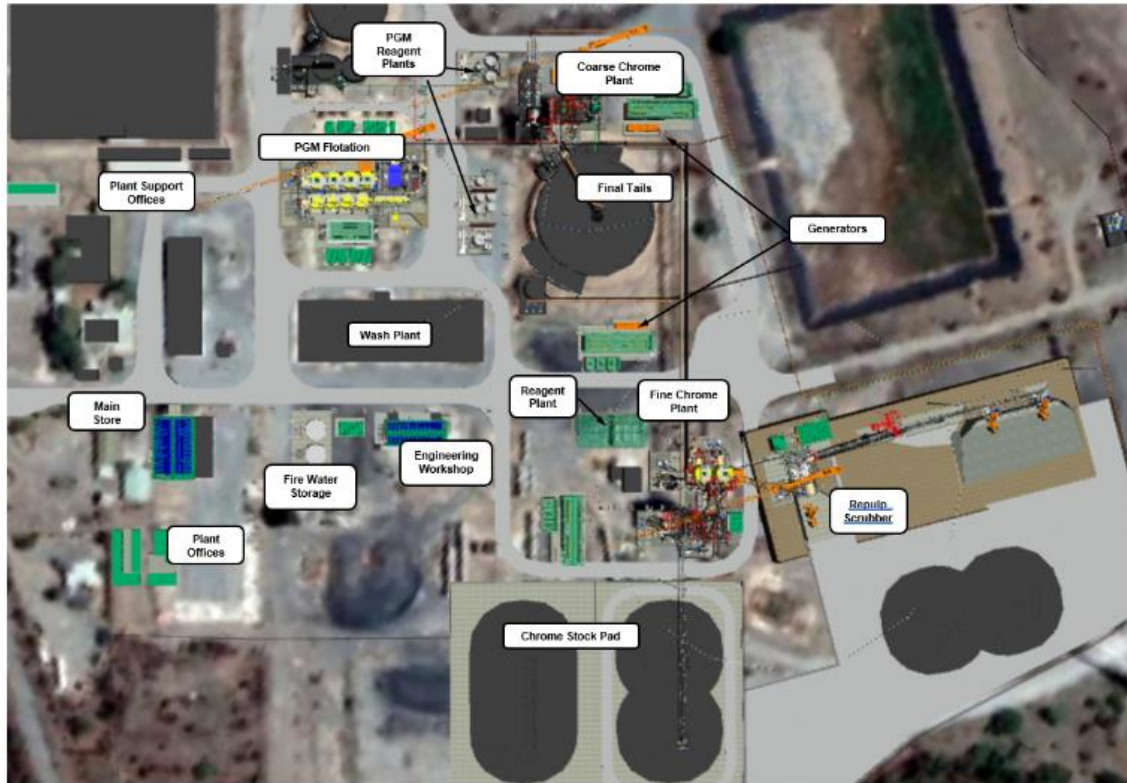 PGM
Reagent
Plants
Coarse Chrome
Plant
PGM Flotation
Plant Support
Offices
Final Tails
Generators
Wash Plant
Main
Store
Reagent
Plant
Fine Chrome
Plant
Engineering
Workshop
Fire Water
Storage
Repulp
Scrubber
Plant
Offices
Chrome Stock Pad